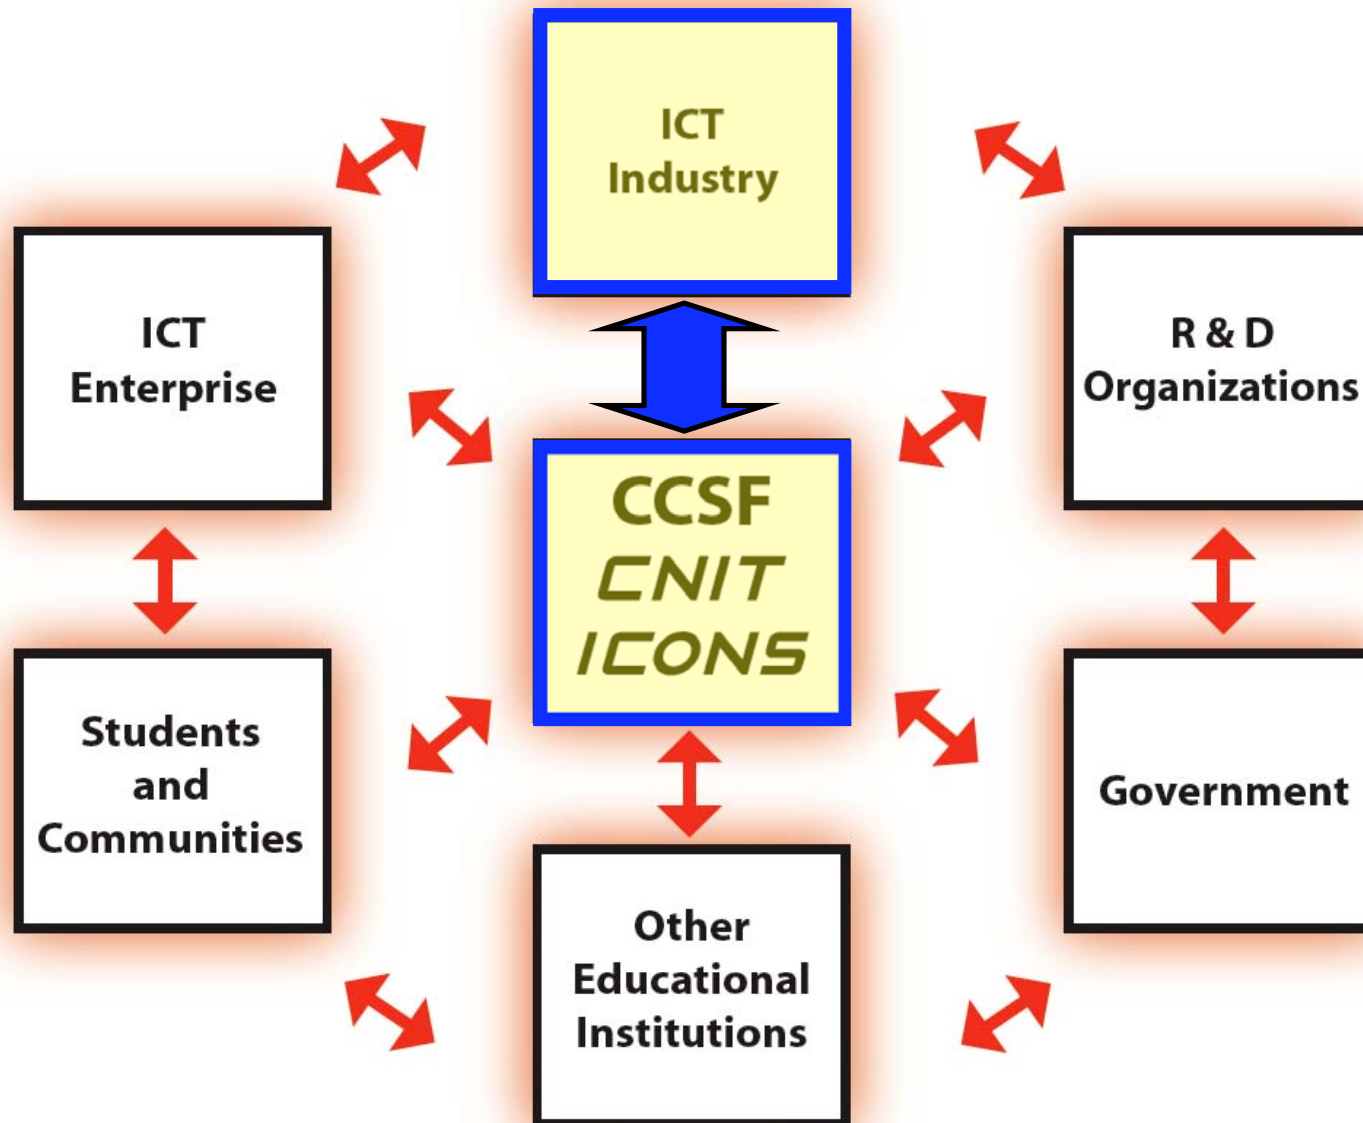 ICT
Industry
ICT
Enterprise
R & D
Organizations
CCSF
CNIT
ICONS
Students
and
Communities
Government
Other
Educational
Institutions